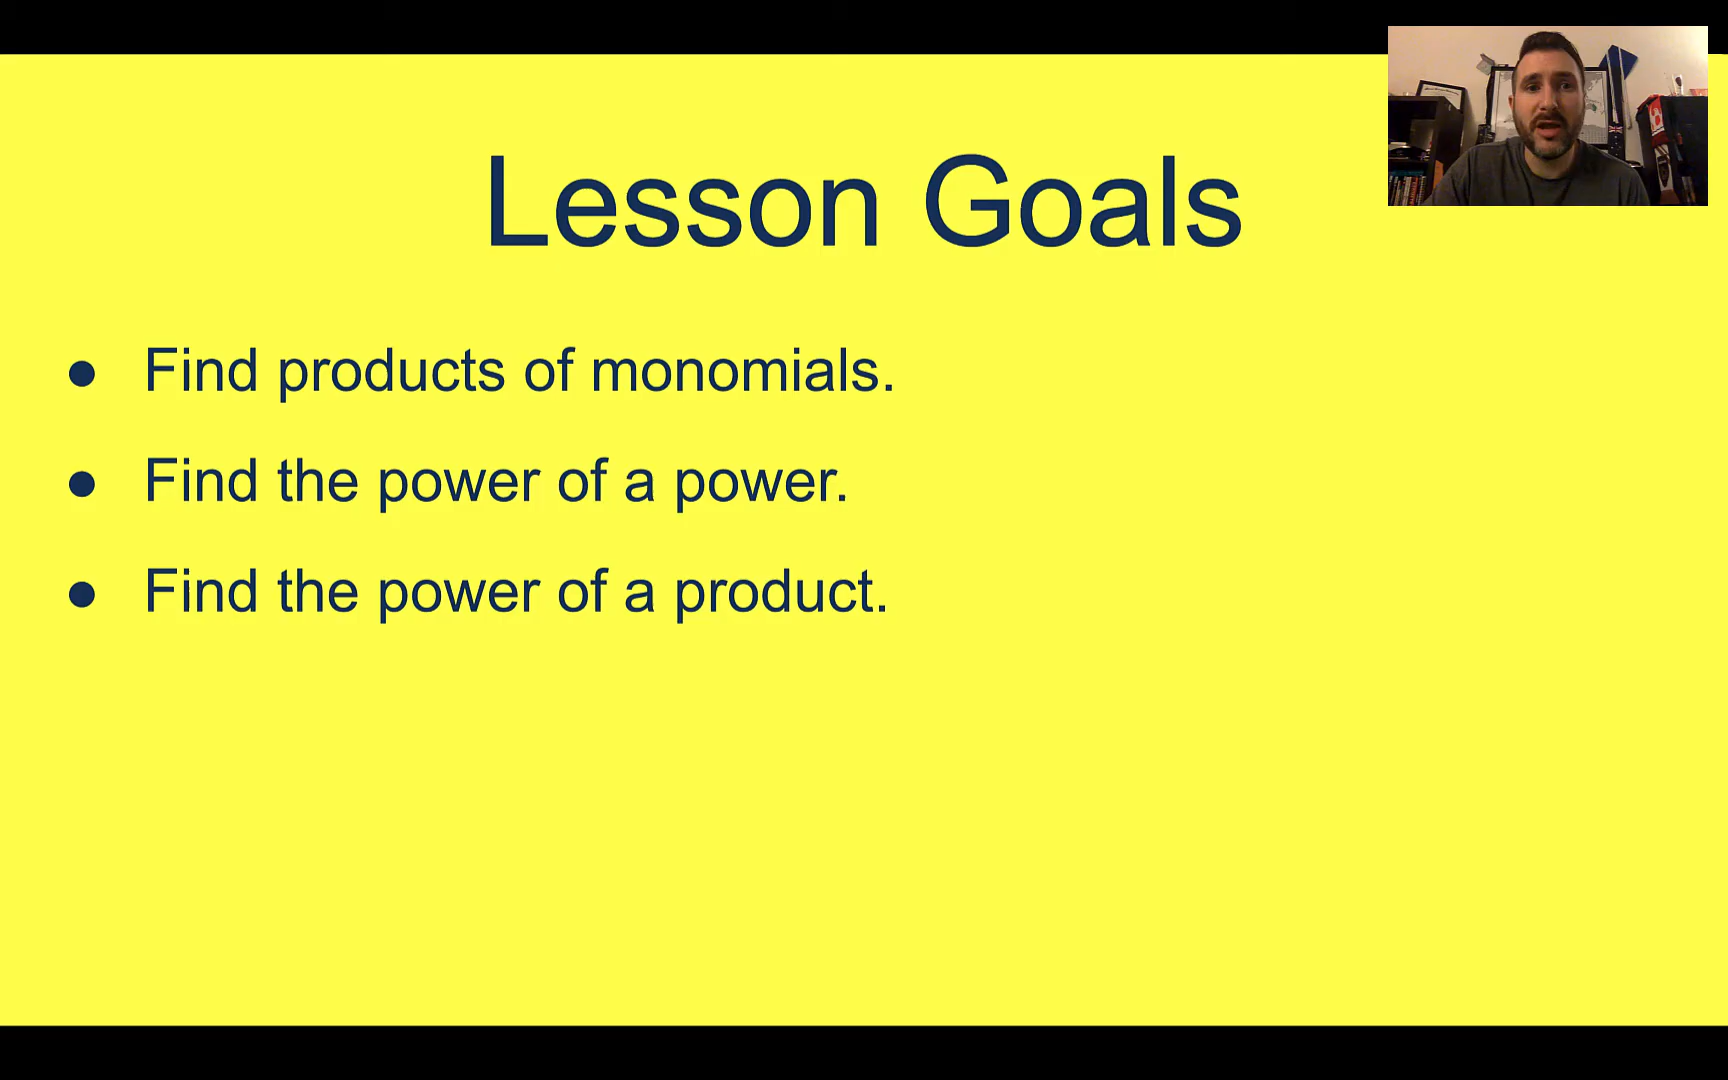 Lesson Goals
● Find products of monomials.
● Find the power of a power.
● Find the power of a product.